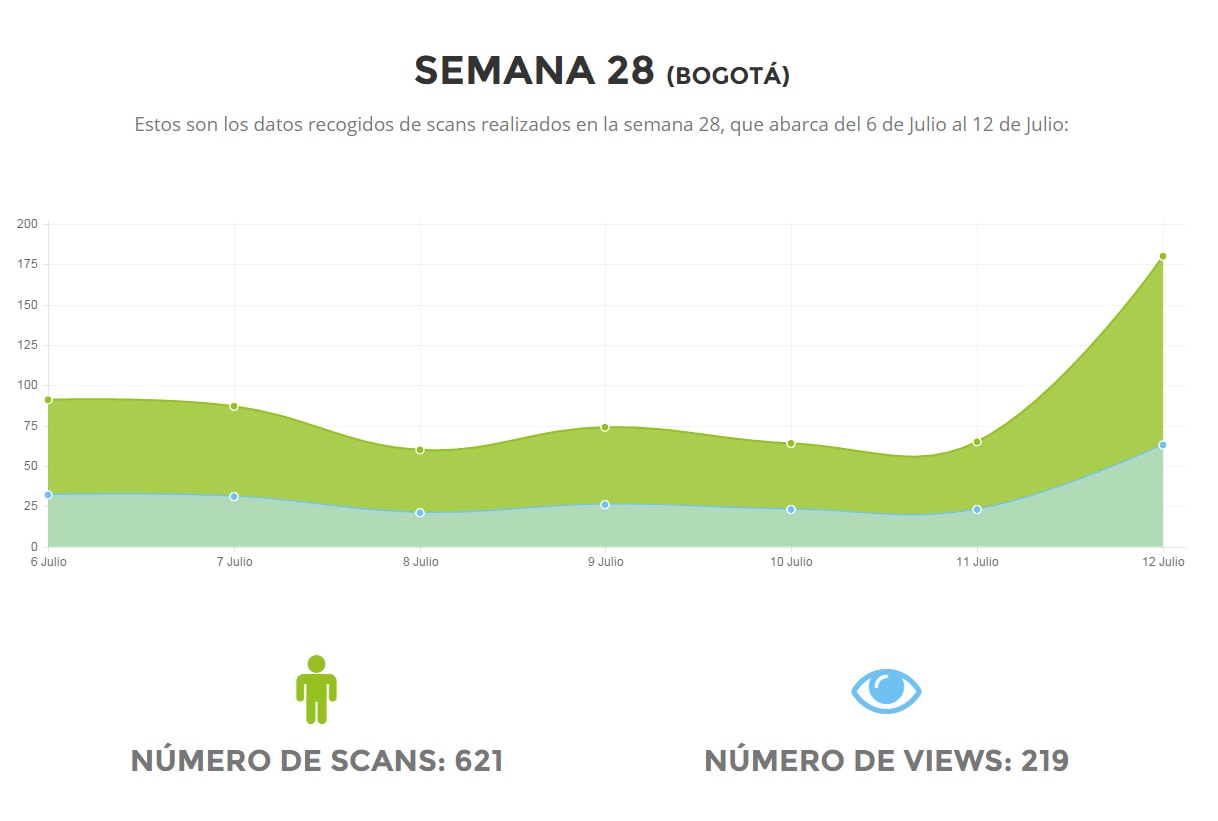 SEMANA 28 (BOGOTÁ)
Estos son los datos recogidos de scans realizados en la semana 28, que abarca del 6 de Julio al 12 de Julio:
200
175
150
125
100
75
50
25
0
6 Julio 7 Julio 8 Julio 9 Julio 10 Julio 11 Julio 12 Julio
NÚMERO DE SCANS: 621 NÚMERO DE VIEWS: 219